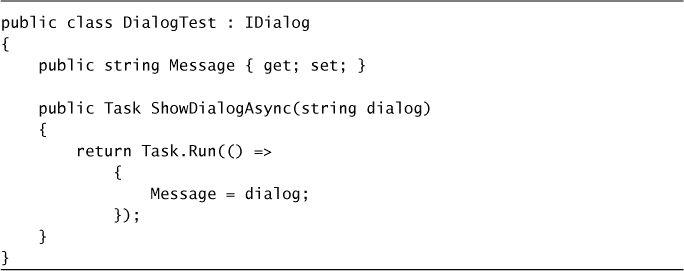 public class DialogTest : IDialog
{
    public string Message { get; set; }

    public Task ShowDialogAsync(string dialog)
    {
        return Task.Run(() =>
            {
                Message = dialog;
            });
    }
}